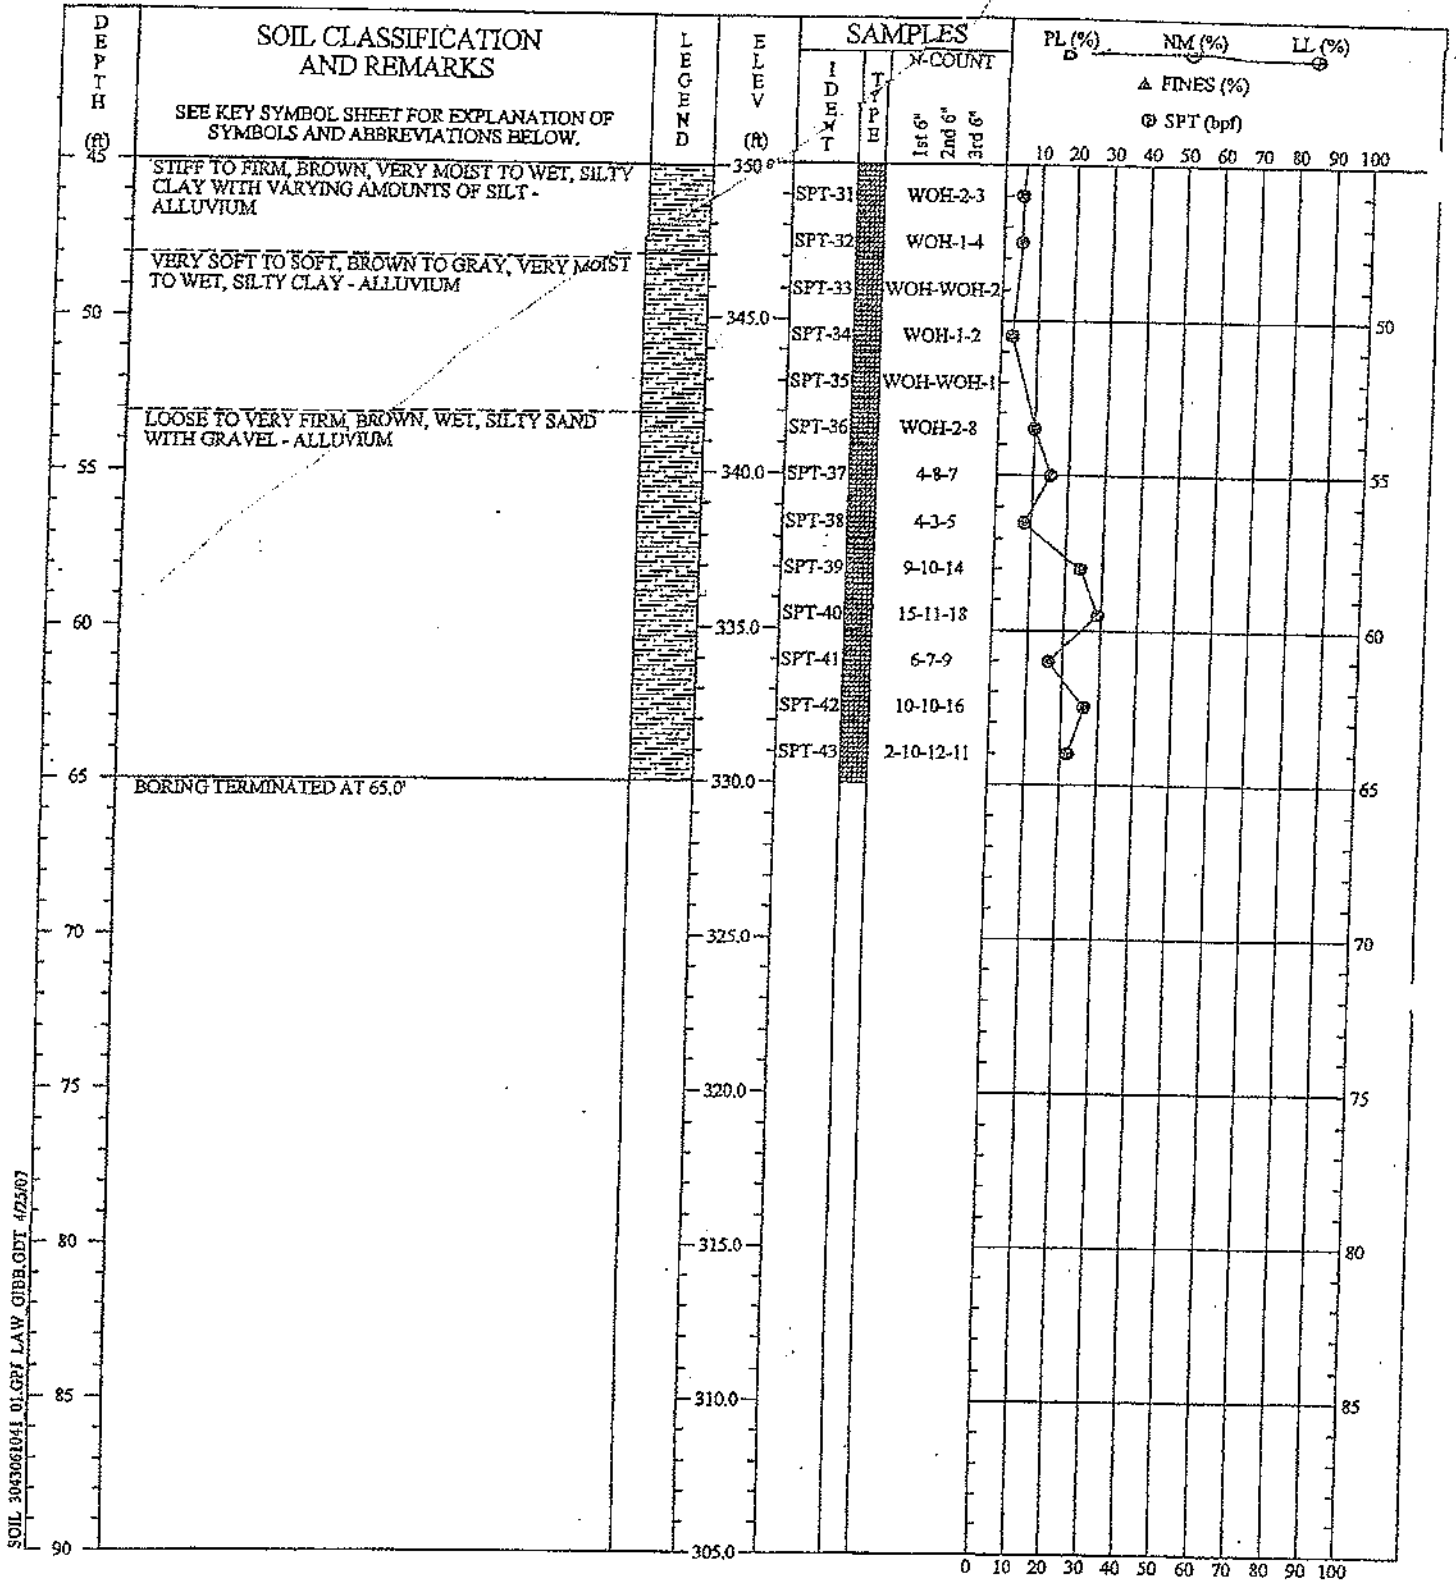 DEPTH (ft)
SOIL CLASSIFICATION
AND REMARKS
SEE KEY SYMBOL SHEET FOR EXPLANATION OF
SYMBOLS AND ABBREVIATIONS BELOW.
LEGEND
ELEV (ft)
SAMPLES
IDENT
TYPE
N-COUNT
1st 6"
2nd 6"
3rd 6"
PL (%) NM (%) LL (%)
▲ FINES (%)
SPT (bpf)
10 20 30 40 50 60 70 80 90 100
45
STIFF TO FIRM, BROWN, VERY MOIST TO WET, SILTY
CLAY WITH VARYING AMOUNTS OF SILT -
ALLUVIUM
350.0
SPT-31 WOH-2-3
SPT-32 WOH-1-4
VERY SOFT TO SOFT, BROWN TO GRAY, VERY MOIST
TO WET, SILTY CLAY - ALLUVIUM
SPT-33 WOH-WOH-2
50 345.0 50
SPT-34 WOH-1-2
SPT-35 WOH-WOH-1
LOOSE TO VERY FIRM, BROWN, WET, SILTY SAND
WITH GRAVEL - ALLUVIUM
SPT-36 WOH-2-8
55 340.0 SPT-37 4-8-7 55
SPT-38 4-3-5
SPT-39 9-10-14
SPT-40 15-11-18
60 335.0 60
SPT-41 6-7-9
SPT-42 10-10-16
SPT-43 2-10-12-11
65 330.0 65
BORING TERMINATED AT 65.0'
70 325.0 70
75 320.0 75
80 315.0 80
85 310.0 85
90 305.0
0 10 20 30 40 50 60 70 80 90 100
SOIL 3043061041_01.GPJ LAW_GIBB.GDT 4/25/07